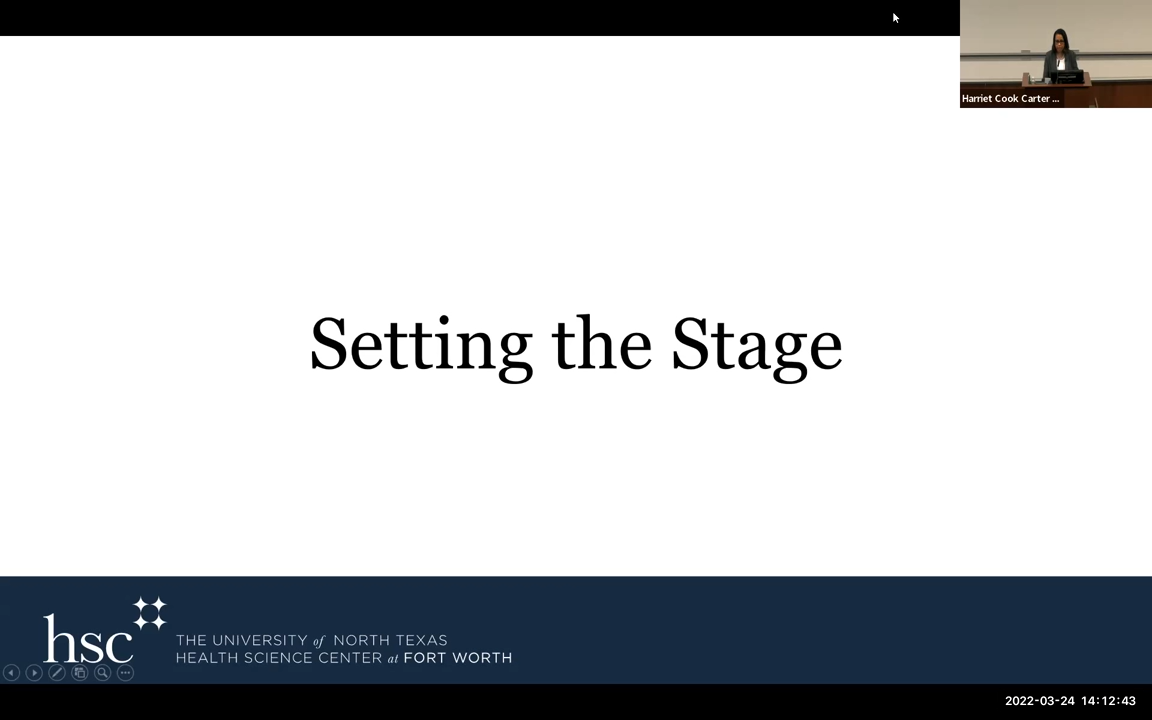 Harriet Cook Carter ...
Setting the Stage
hsc
THE UNIVERSITY of NORTH TEXAS
HEALTH SCIENCE CENTER at FORT WORTH
2022-03-24 14:12:43